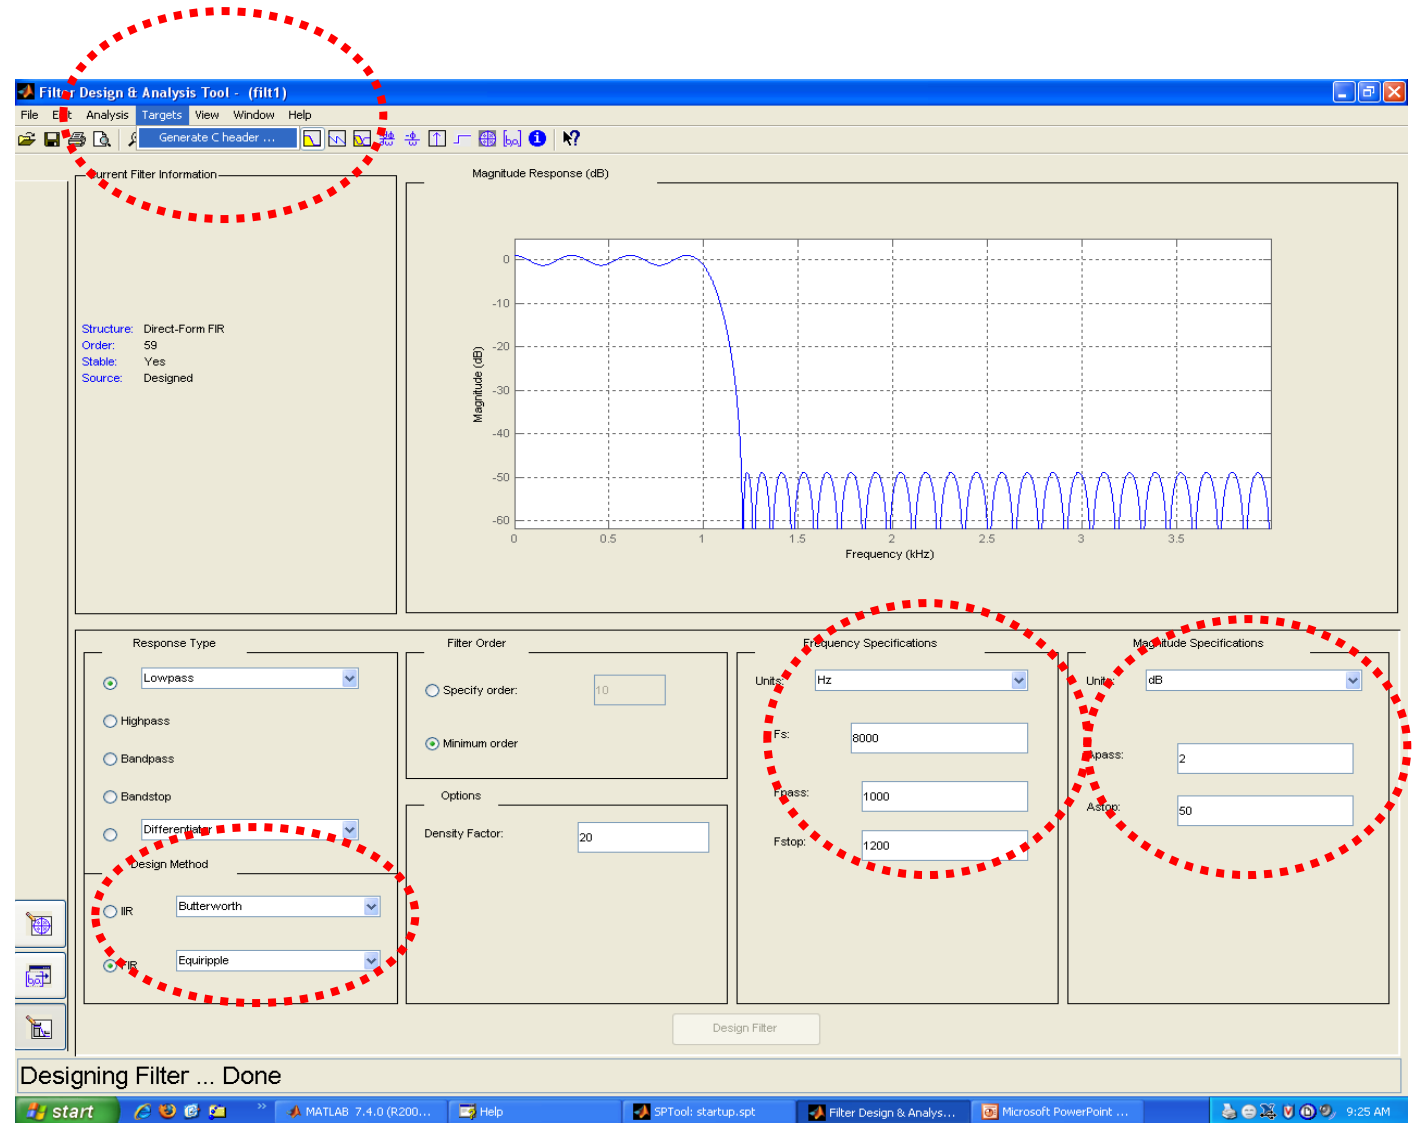 Filter Design & Analysis Tool - (filt1)
File Edit Analysis Targets View Window Help
Generate C header ...
Current Filter Information
Structure: Direct-Form FIR
Order: 59
Stable: Yes
Source: Designed
Magnitude Response (dB)
Magnitude (dB)
0
-10
-20
-30
-40
-50
-60
0 0.5 1 1.5 2 2.5 3 3.5
Frequency (kHz)
Response Type
Lowpass
Highpass
Bandpass
Bandstop
Differentiator
Design Method
IIR Butterworth
FIR Equiripple
Filter Order
Specify order: 10
Minimum order
Options
Density Factor: 20
Frequency Specifications
Units: Hz
Fs: 8000
Fpass: 1000
Fstop: 1200
Magnitude Specifications
Units: dB
Apass: 2
Astop: 50
Design Filter
Designing Filter ... Done
start
MATLAB 7.4.0 (R200...
Help
SPTool: startup.spt
Filter Design & Analys...
Microsoft PowerPoint ...
9:25 AM